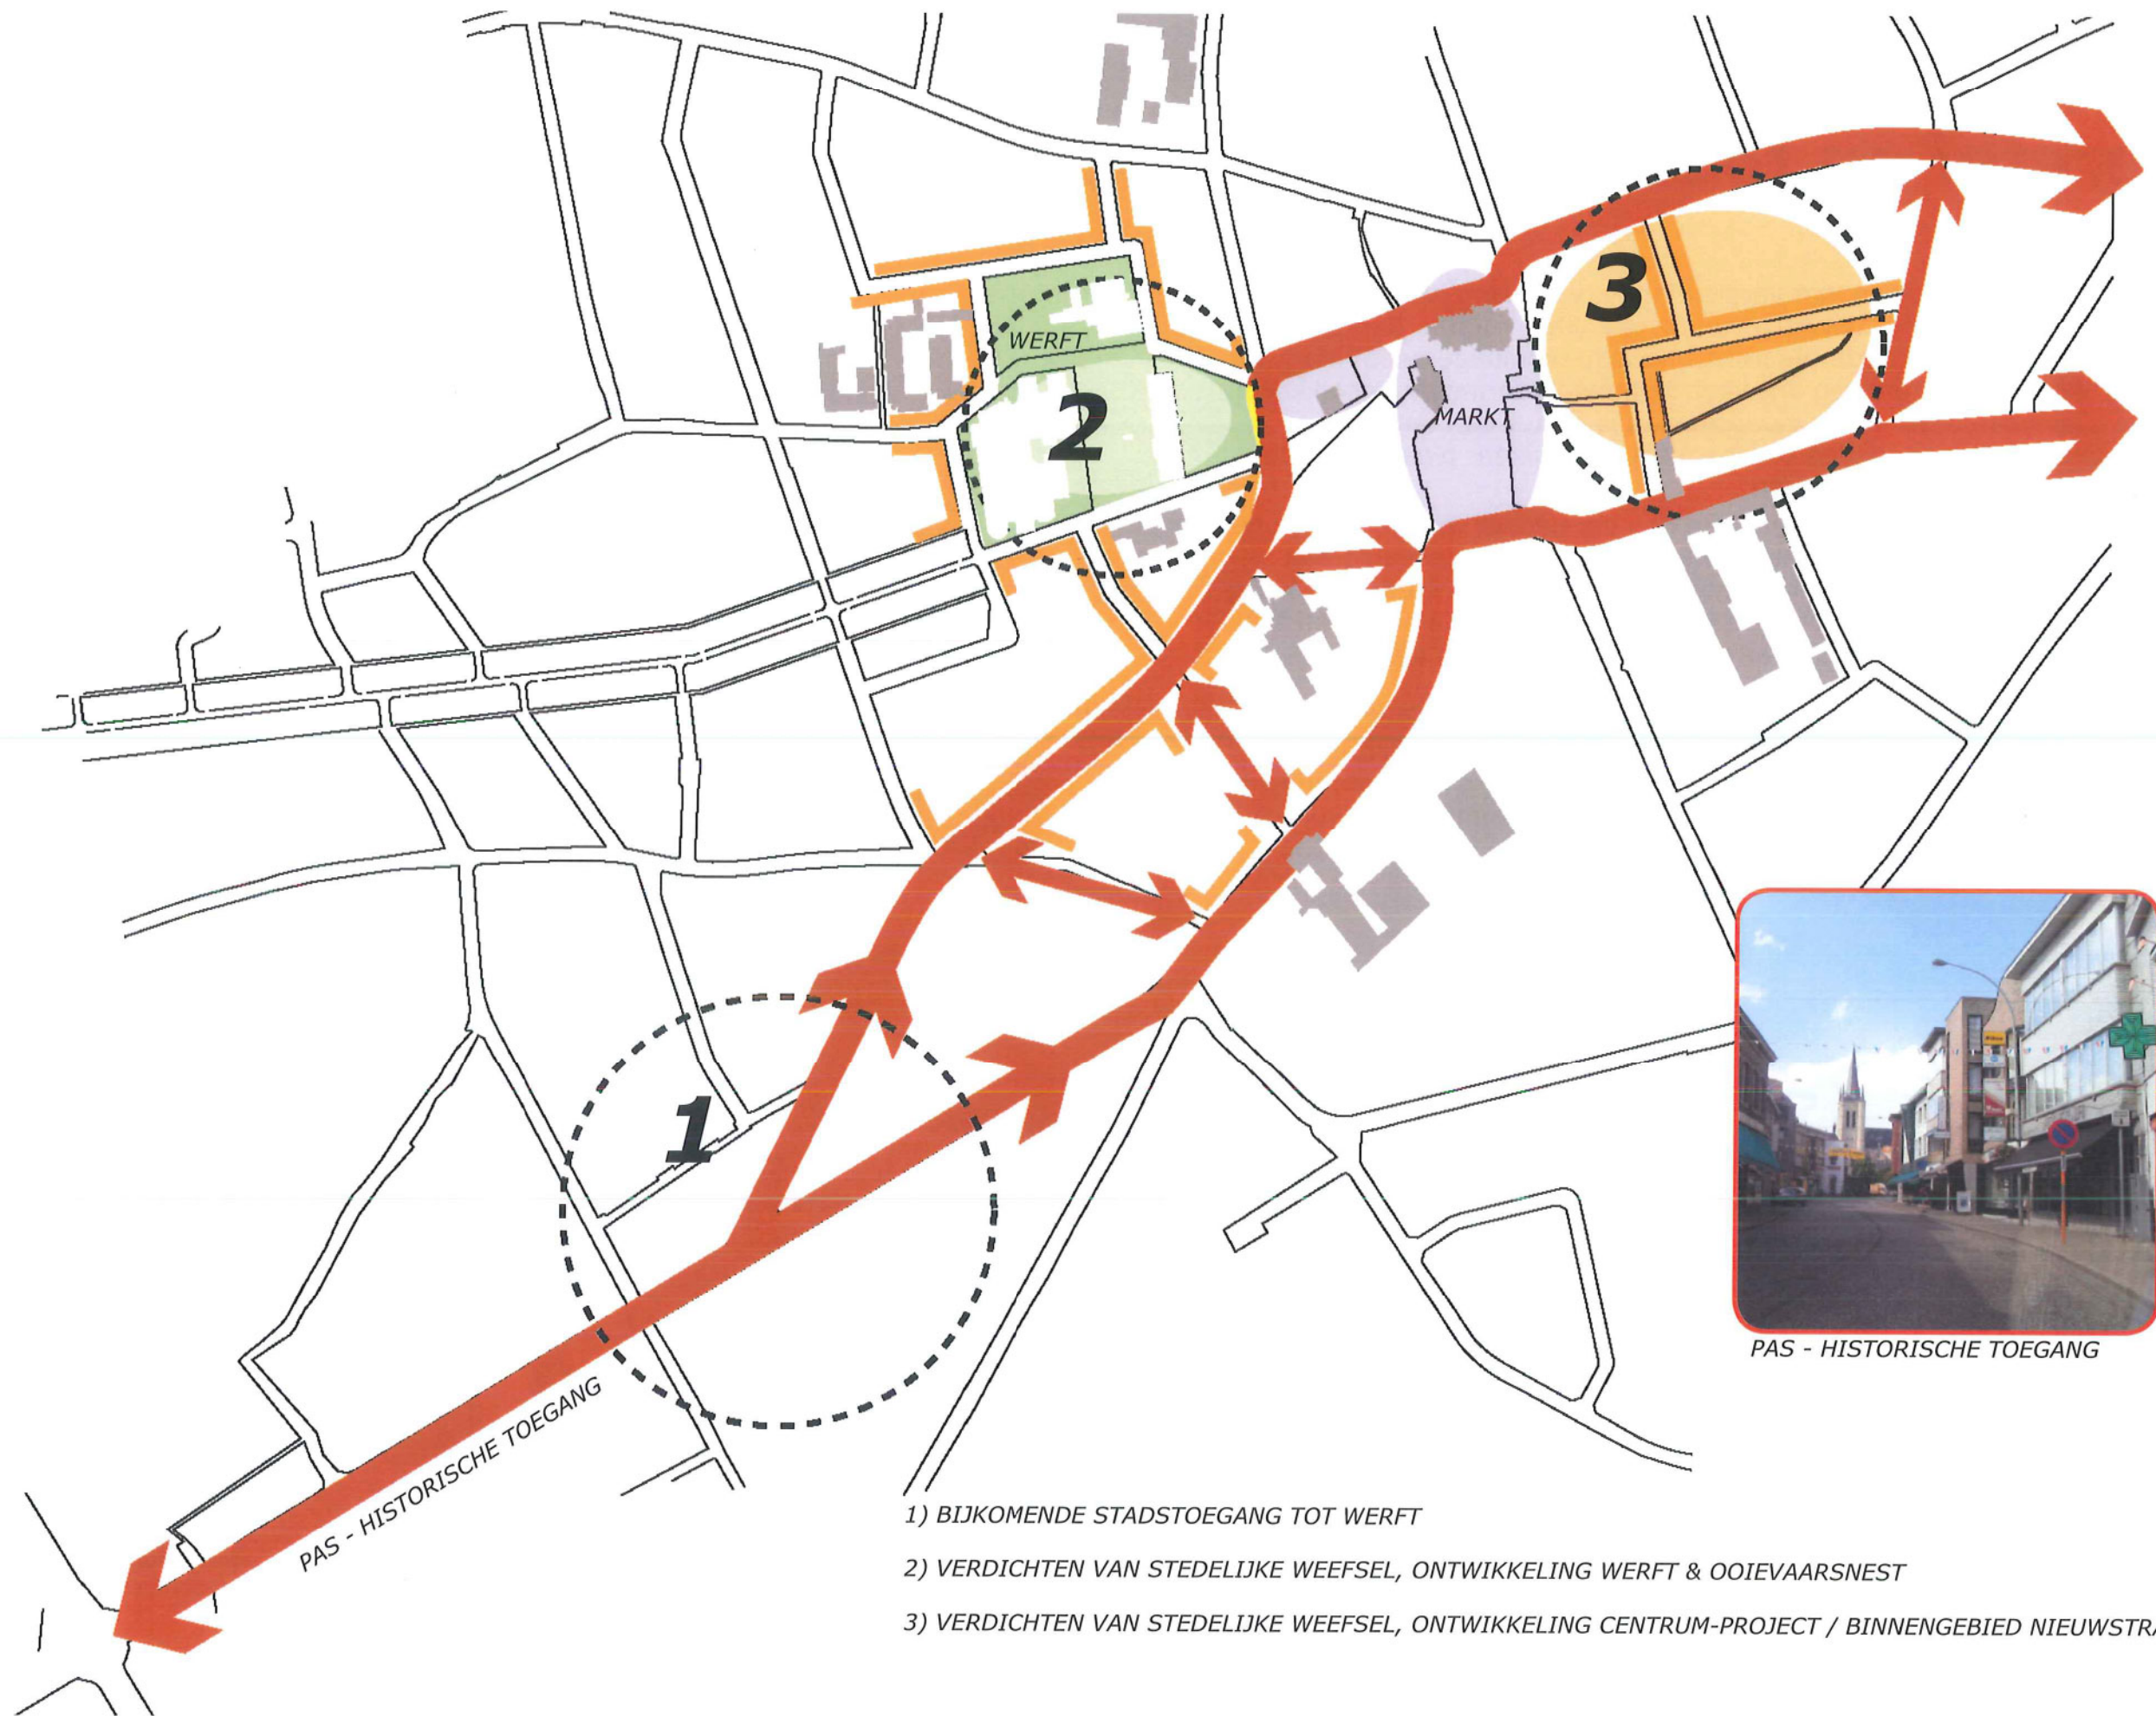 3
WERFT
2
MARKT
1
PAS - HISTORISCHE TOEGANG
PAS - HISTORISCHE TOEGANG
1) BIJKOMENDE STADSTOEGANG TOT WERFT
2) VERDICHTEN VAN STEDELIJKE WEEFSEL, ONTWIKKELING WERFT & OOIEVAARSNEST
3) VERDICHTEN VAN STEDELIJKE WEEFSEL, ONTWIKKELING CENTRUM-PROJECT / BINNENGEBIED NIEUWSTRA